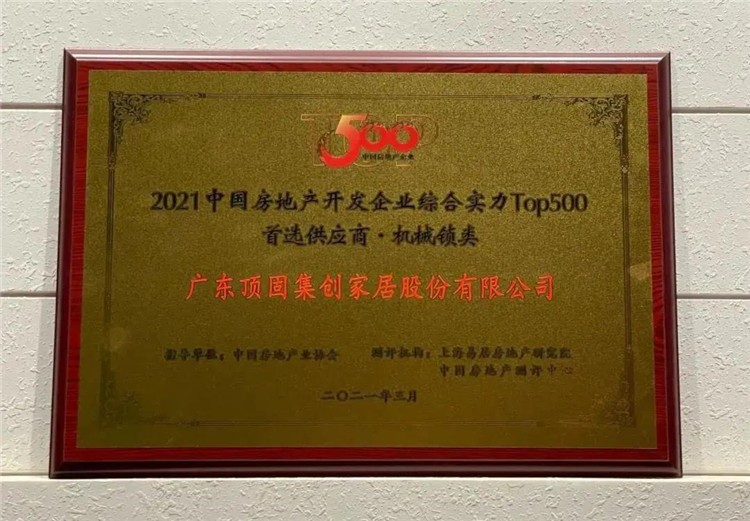 TOP
500
中国房地产企业
2021中国房地产开发企业综合实力Top500
首选供应商·机械锁类
广东顶固集创家居股份有限公司
指导单位：中国房地产业协会 测评机构：上海易居房地产研究院
中国房地产测评中心
二〇二一年三月